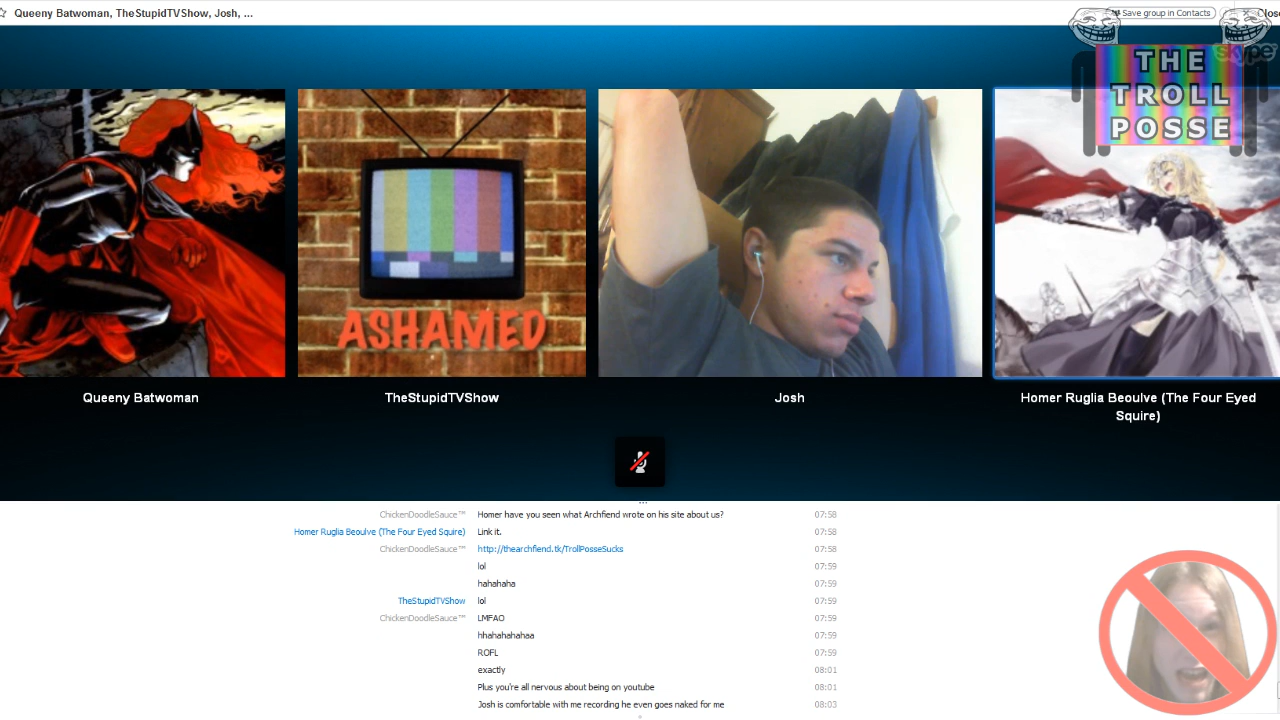 Queeny Batwoman, TheStupidTVShow, Josh, ...
Save group in Contacts
Close
skype
THE
TROLL
POSSE
ASHAMED
Queeny Batwoman
TheStupidTVShow
Josh
Homer Ruglia Beoulve (The Four Eyed
Squire)
ChickenDoodleSauce™ Homer have you seen what Archfiend wrote on his site about us? 07:58
Homer Ruglia Beoulve (The Four Eyed Squire) Link it. 07:58
ChickenDoodleSauce™ http://thearchfiend.tk/TrollPosseSucks 07:58
lol 07:59
hahahaha 07:59
TheStupidTVShow lol 07:59
ChickenDoodleSauce™ LMFAO 07:59
hhahahahahaa 07:59
ROFL 07:59
exactly 08:01
Plus you're all nervous about being on youtube 08:01
Josh is comfortable with me recording he even goes naked for me 08:03